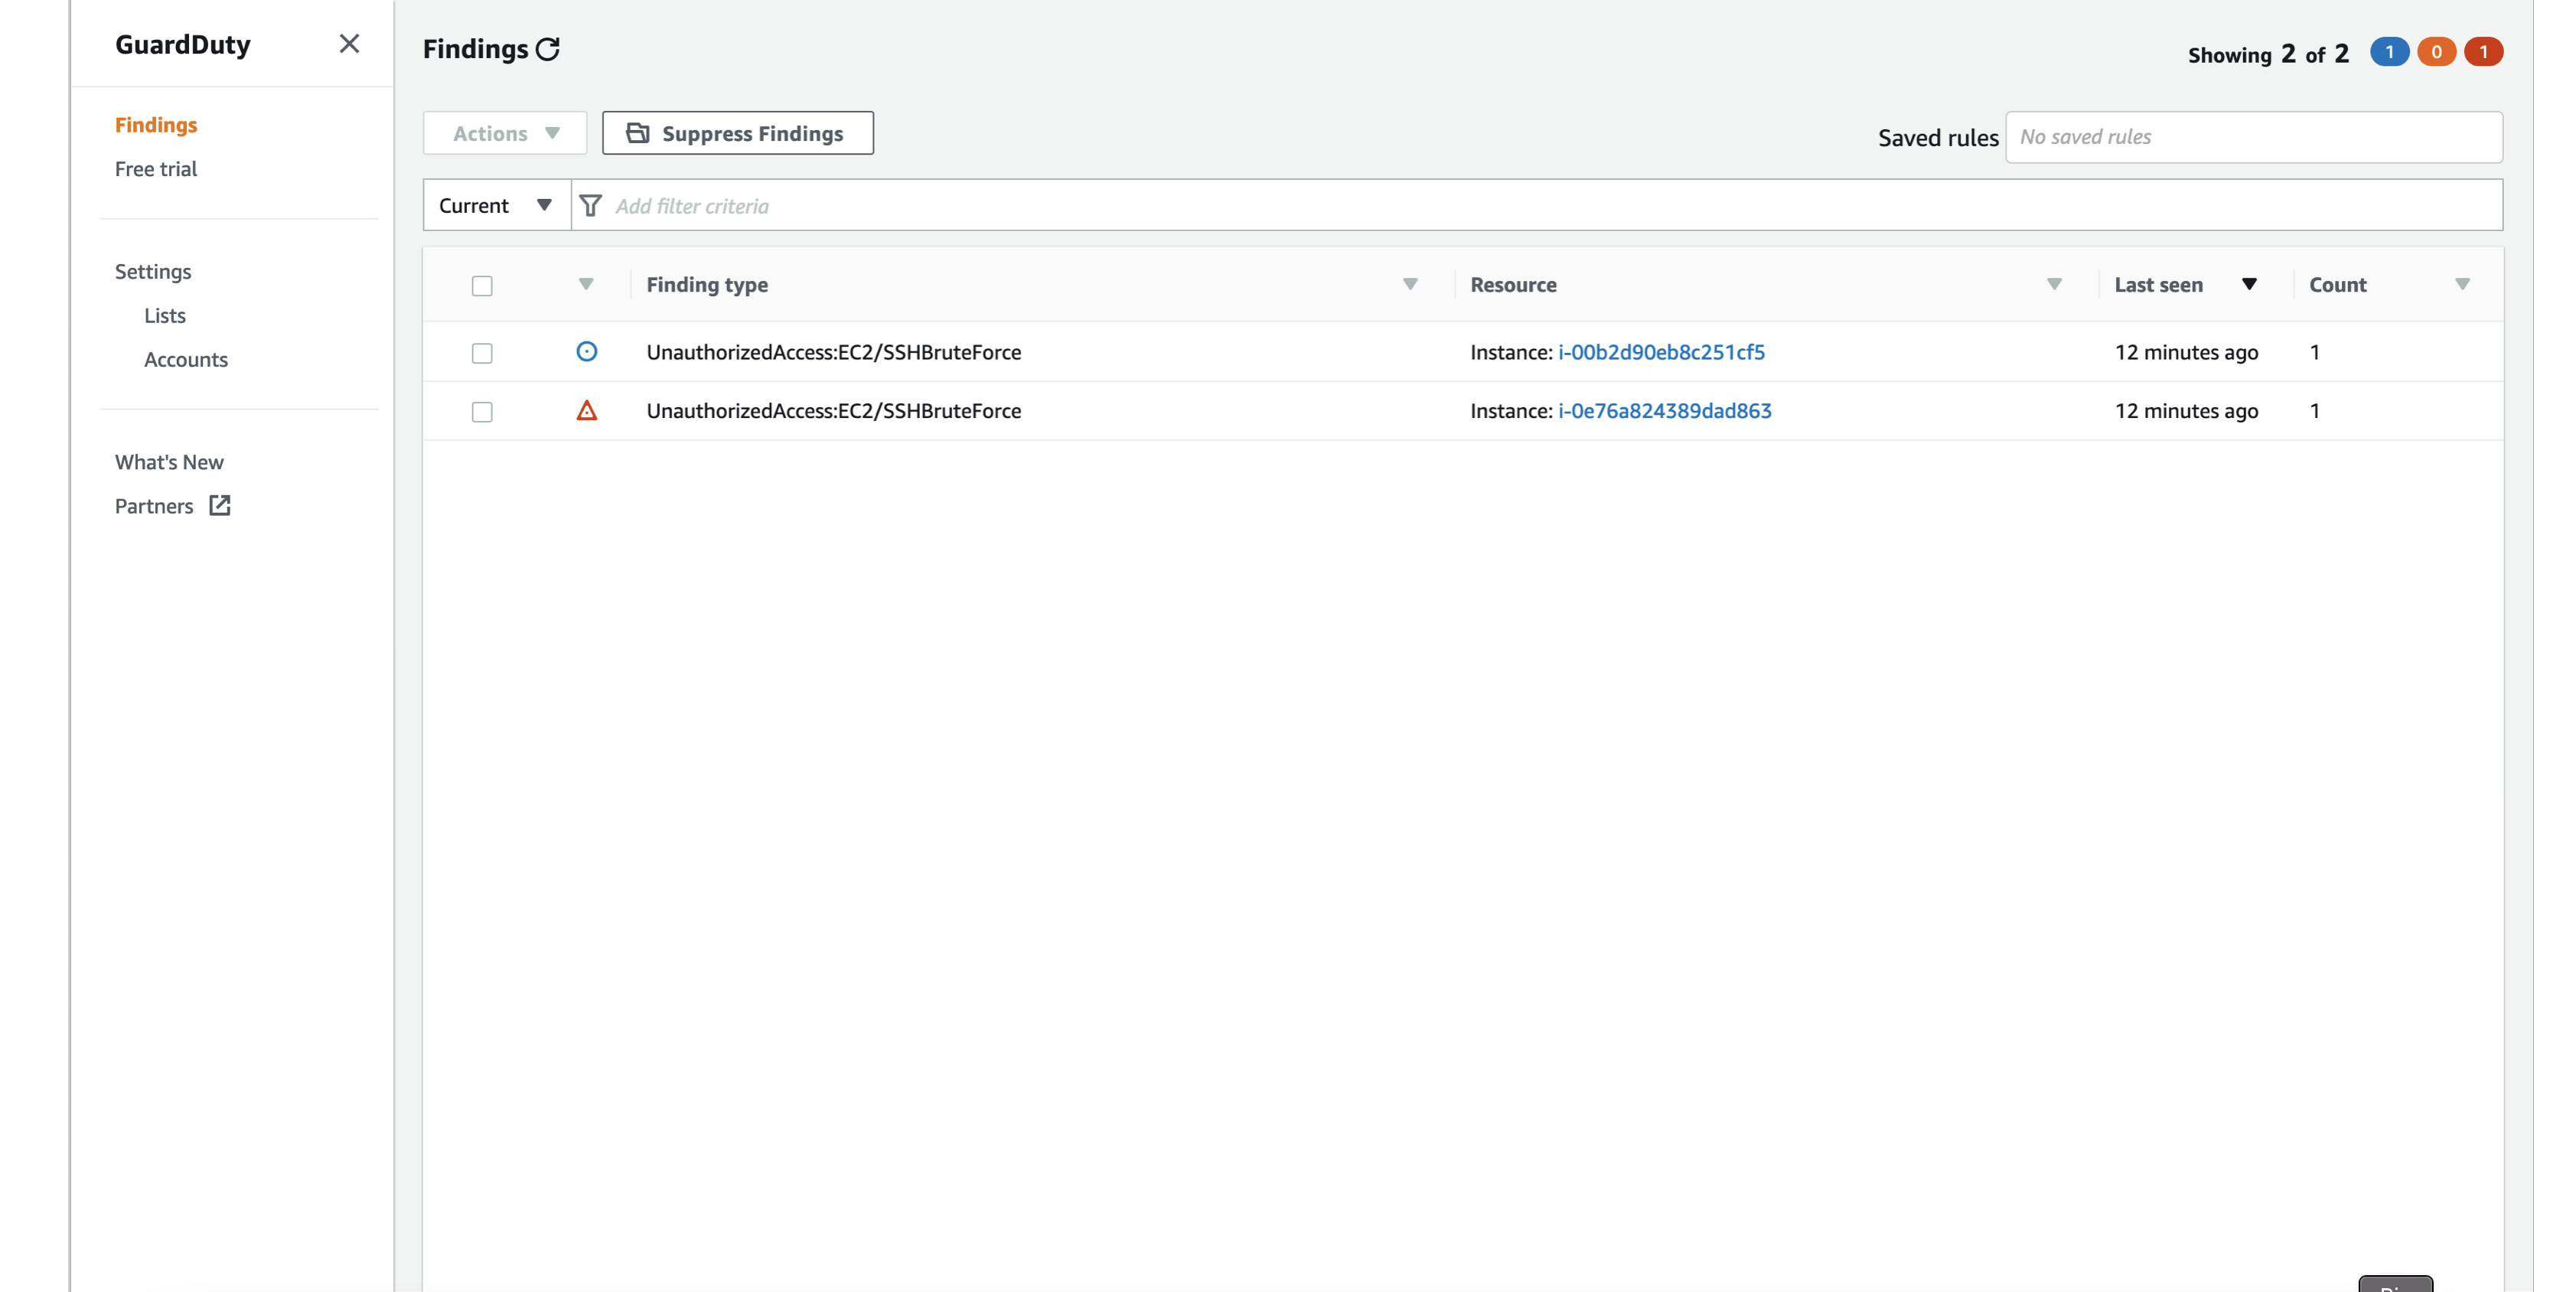 GuardDuty
Findings
Free trial
Settings
Lists
Accounts
What's New
Partners
Findings
Showing 2 of 2 1 0 1
Actions Suppress Findings Saved rules No saved rules
Current Add filter criteria
Finding type Resource Last seen Count
UnauthorizedAccess:EC2/SSHBruteForce Instance: i-00b2d90eb8c251cf5 12 minutes ago 1
UnauthorizedAccess:EC2/SSHBruteForce Instance: i-0e76a824389dad863 12 minutes ago 1